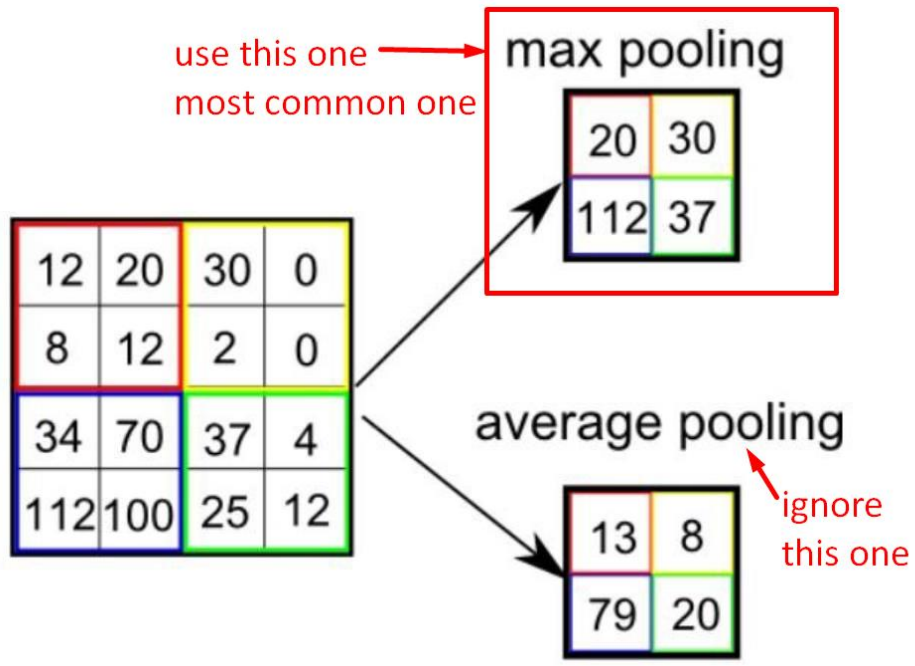 use this one
most common one
max pooling
20 30
112 37
12 20 30 0
8 12 2 0
34 70 37 4
112 100 25 12
average pooling
ignore
this one
13 8
79 20